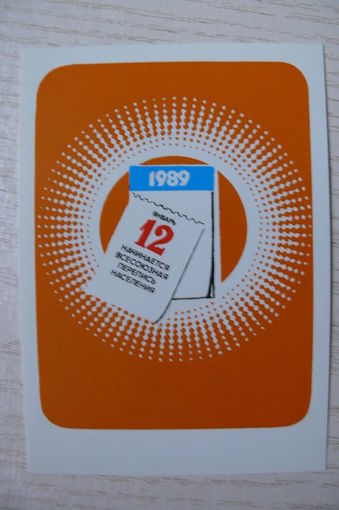 1989
ЯНВАРЬ
12
НАЧИНАЕТСЯ
ВСЕСОЮЗНАЯ
ПЕРЕПИСЬ
НАСЕЛЕНИЯ